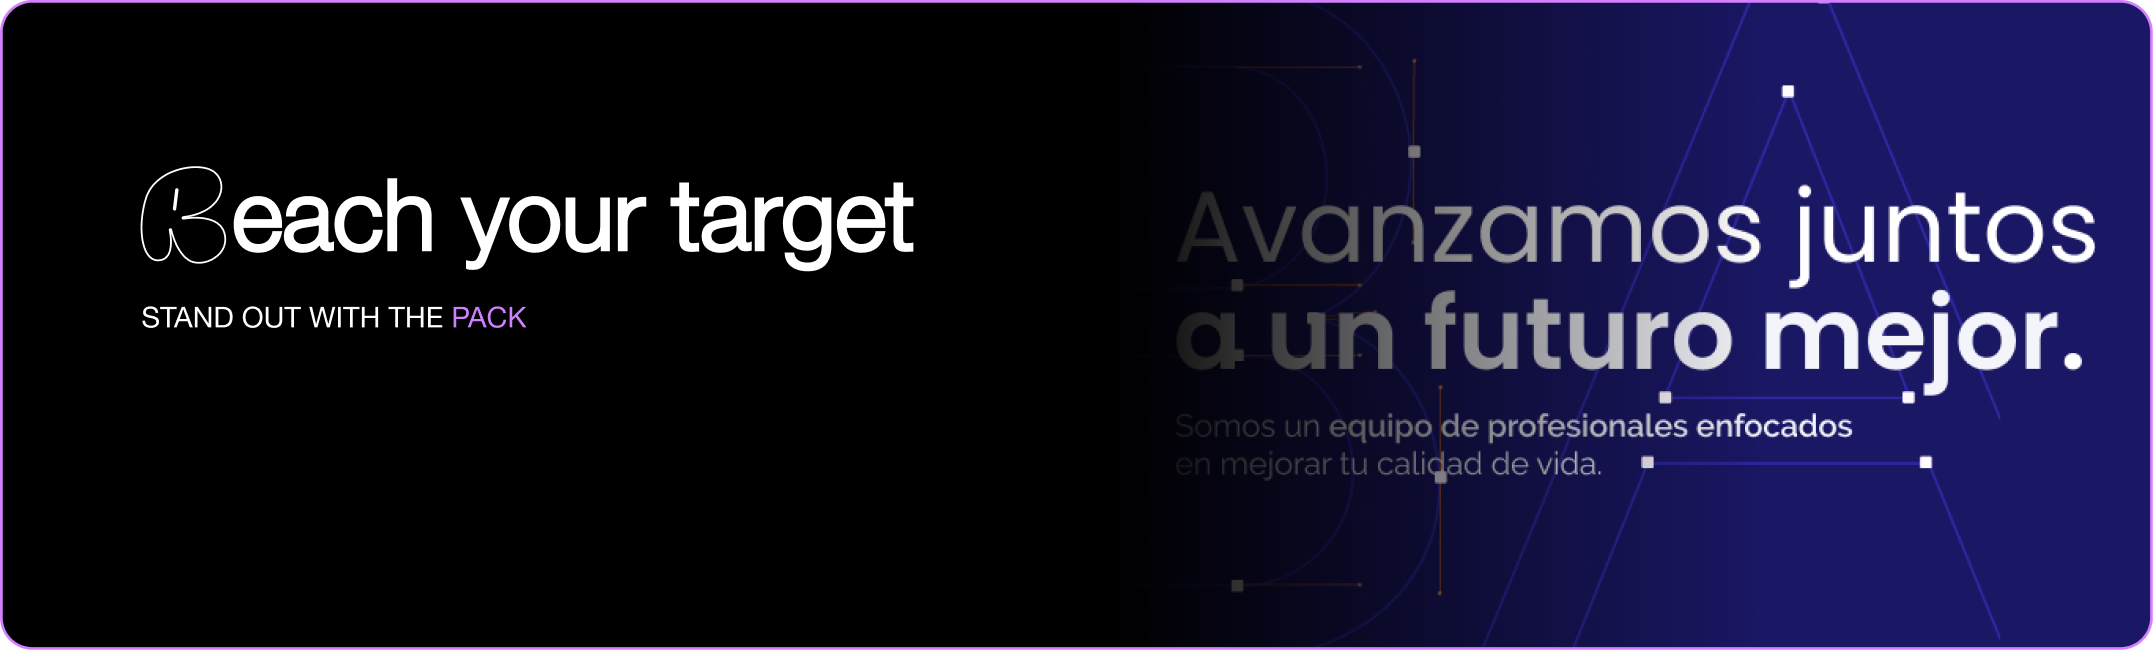 Reach your target
STAND OUT WITH THE PACK
Avanzamos juntos
a un futuro mejor.
Somos un equipo de profesionales enfocados
en mejorar tu calidad de vida.